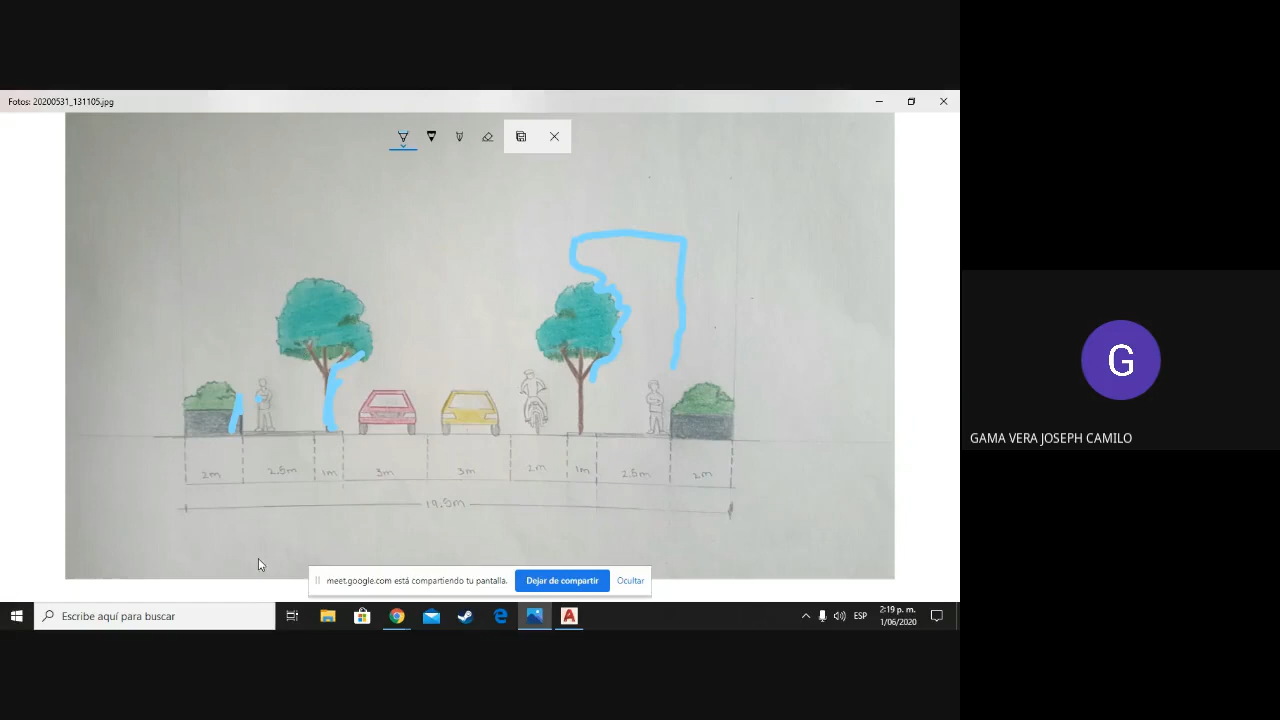 Fotos: 20200531_131105.jpg
2m 2.5m 1m 3m 3m 2m 1m 2.5m 2m
19.5m
G
GAMA VERA JOSEPH CAMILO
meet.google.com está compartiendo tu pantalla. Dejar de compartir Ocultar
Escribe aquí para buscar
ESP
2:19 p. m.
1/06/2020